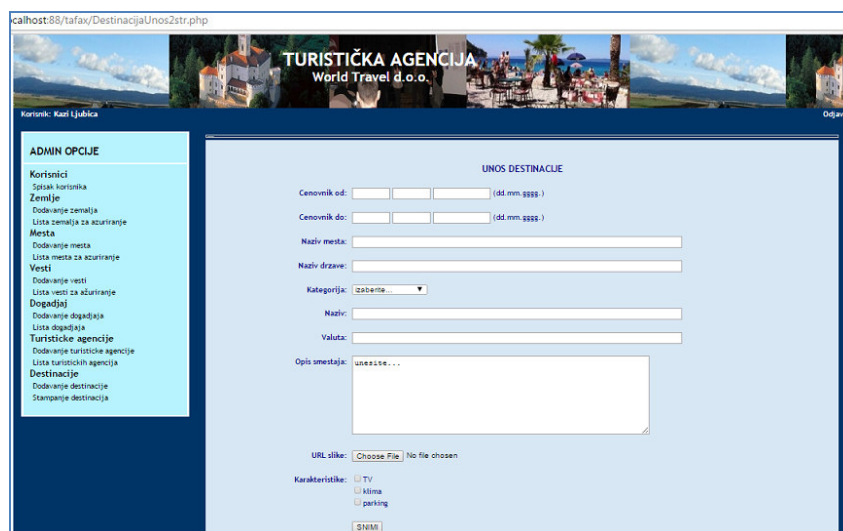 calhost:88/tafax/DestinacijaUnos2str.php
TURISTIČKA AGENCIJA
World Travel d.o.o.
Korisnik: Kazi Ljubica
Odjav
ADMIN OPCIJE
Korisnici
Spisak korisnika
Zemlje
Dodavanje zemalja
Lista zemalja za azuriranje
Mesta
Dodavanje mesta
Lista mesta za azuriranje
Vesti
Dodavanje vesti
Lista vesti za ažuriranje
Dogadjaj
Dodavanje dogadjaja
Lista dogadjaja
Turisticke agencije
Dodavanje turisticke agencije
Lista turistickih agencija
Destinacije
Dodavanje destinacije
Stampanje destinacija
UNOS DESTINACIJE
Cenovnik od: (dd.mm.gggg.)
Cenovnik do: (dd.mm.gggg.)
Naziv mesta:
Naziv drzave:
Kategorija: izaberite...
Naziv:
Valuta:
Opis smestaja: unesite...
URL slike: Choose File No file chosen
Karakteristike: TV
klima
parking
SNIMI